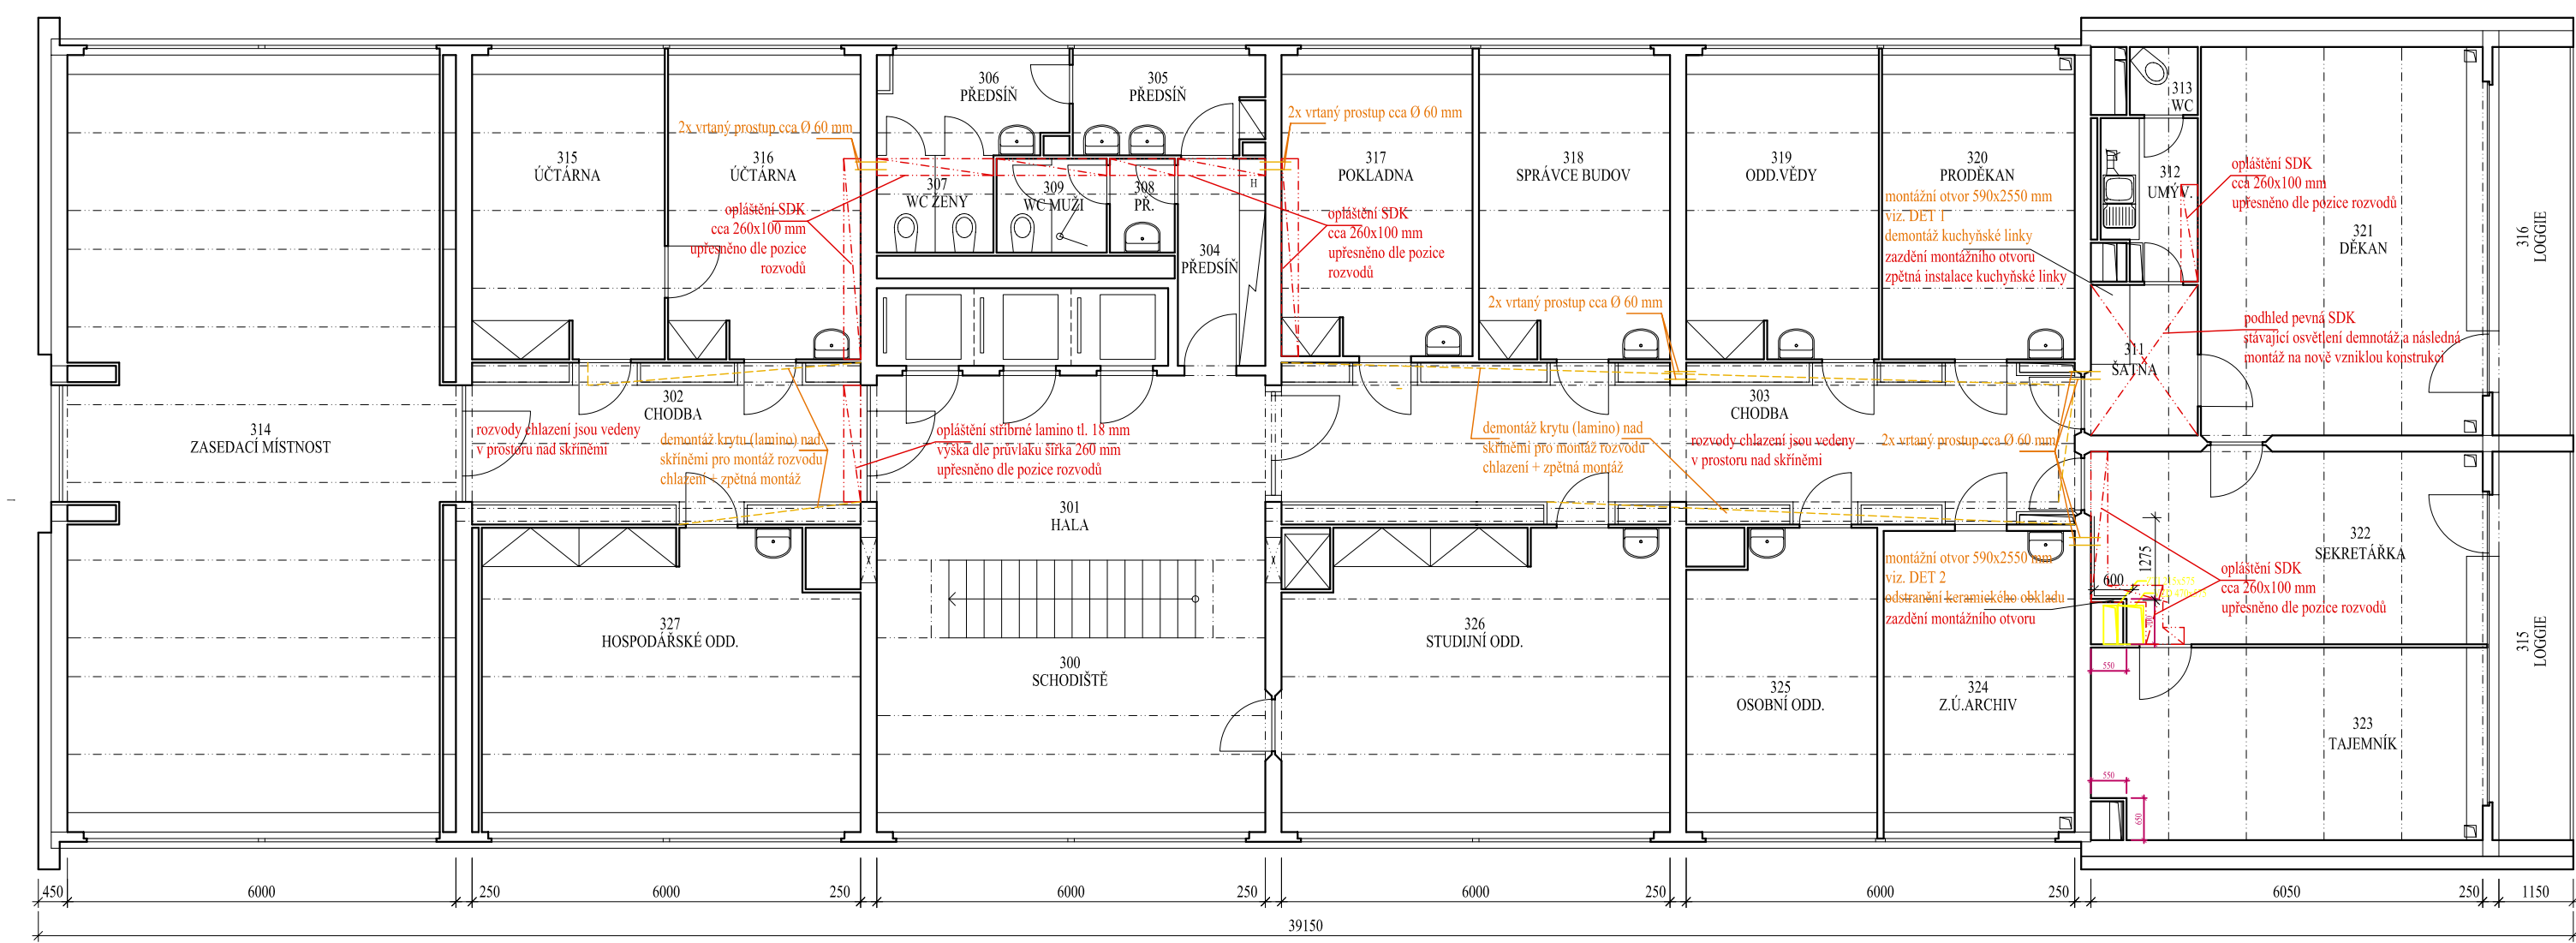 306
PŘEDSÍŇ
305
PŘEDSÍŇ
313
WC
2x vrtaný prostup cca Ø 60 mm
2x vrtaný prostup cca Ø 60 mm
315
ÚČTÁRNA
316
ÚČTÁRNA
307
WC ŽENY
309
WC MUŽI
308
PŘ.
H
317
POKLADNA
318
SPRÁVCE BUDOV
319
ODD.VĚDY
320
PRODĚKAN
312
UMÝV.
opláštění SDK
cca 260x100 mm
upřesněno dle pozice rozvodů
opláštění SDK
cca 260x100 mm
upřesněno dle pozice
rozvodů
opláštění SDK
cca 260x100 mm
upřesněno dle pozice
rozvodů
montážní otvor 590x2550 mm
viz. DET 1
demontáž kuchyňské linky
zazdění montážního otvoru
zpětná instalace kuchyňské linky
321
DĚKAN
316
LOGGIE
304
PŘEDSÍŇ
2x vrtaný prostup cca Ø 60 mm
podhled pevná SDK
stávající osvětlení demnotáž a následná
montáž na nově vzniklou konstrukci
311
ŠATNA
302
CHODBA
303
CHODBA
314
ZASEDACÍ MÍSTNOST
rozvody chlazení jsou vedeny
v prostoru nad skříněmi
demontáž krytu (lamino) nad
skříněmi pro montáž rozvodu
chlazení + zpětná montáž
opláštění stříbrné lamino tl. 18 mm
výška dle průvlaku šířka 260 mm
upřesněno dle pozice rozvodů
demontáž krytu (lamino) nad
skříněmi pro montáž rozvodu
chlazení + zpětná montáž
rozvody chlazení jsou vedeny
v prostoru nad skříněmi
2x vrtaný prostup cca Ø 60 mm
301
HALA
322
SEKRETÁŘKA
montážní otvor 590x2550 mm
viz. DET 2
odstranění keramického obkladu
zazdění montážního otvoru
1275
600
700
opláštění SDK
cca 260x100 mm
upřesněno dle pozice rozvodů
327
HOSPODÁŘSKÉ ODD.
326
STUDIJNÍ ODD.
300
SCHODIŠTĚ
325
OSOBNÍ ODD.
324
Z.Ú.ARCHIV
550
550
650
323
TAJEMNÍK
315
LOGGIE
450 6000 250 6000 250 6000 250 6000 250 6000 250 6050 250 1150
39150